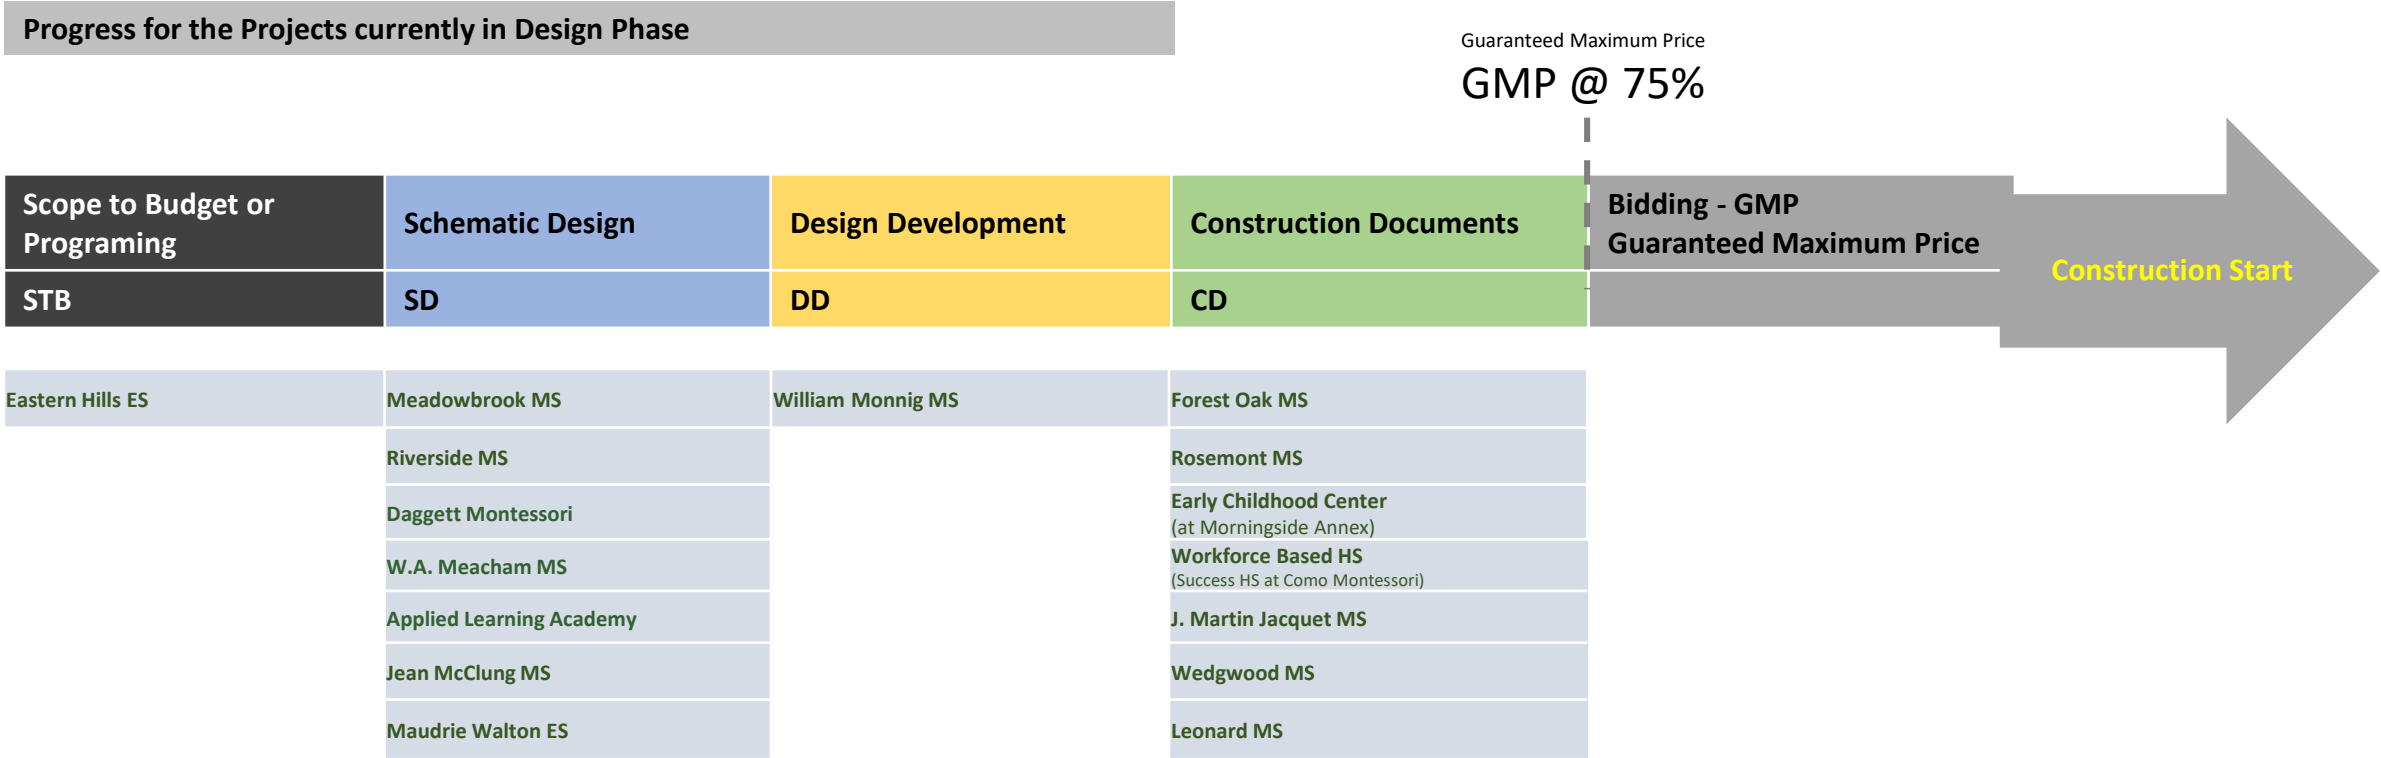 Progress for the Projects currently in Design Phase
Guaranteed Maximum Price
GMP @ 75%
Scope to Budget or
Programing
Schematic Design
Design Development
Construction Documents
Bidding - GMP
Guaranteed Maximum Price
Construction Start
STB
SD
DD
CD
Eastern Hills ES
Meadowbrook MS
William Monnig MS
Forest Oak MS
Riverside MS
Rosemont MS
Daggett Montessori
Early Childhood Center
(at Morningside Annex)
W.A. Meacham MS
Workforce Based HS
(Success HS at Como Montessori)
Applied Learning Academy
J. Martin Jacquet MS
Jean McClung MS
Wedgwood MS
Maudrie Walton ES
Leonard MS